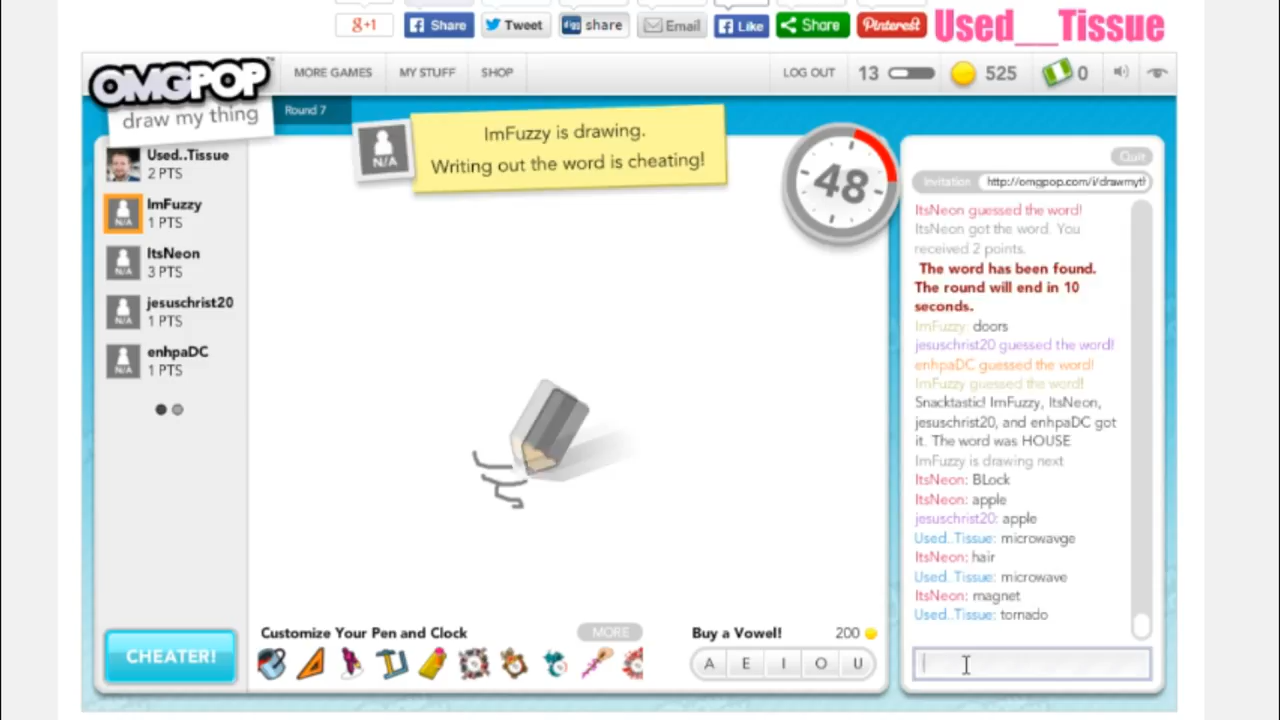 g+1
Share
Tweet
digg share
Email
Like
Share
Pinterest
Used__Tissue
OMGPOP
MORE GAMES
MY STUFF
SHOP
LOG OUT
13
525
0
draw my thing
Round 7
ImFuzzy is drawing.
Writing out the word is cheating!
N/A
48
Used..Tissue
2 PTS
ImFuzzy
1 PTS
N/A
ItsNeon
3 PTS
N/A
jesuschrist20
1 PTS
N/A
enhpaDC
1 PTS
N/A
CHEATER!
Customize Your Pen and Clock
MORE
Buy a Vowel!
200
A E I O U
Quit
Invitation http://omgpop.com/i/drawmyth
ItsNeon guessed the word!
ItsNeon got the word. You
received 2 points.
The word has been found.
The round will end in 10
seconds.
ImFuzzy: doors
jesuschrist20 guessed the word!
enhpaDC guessed the word!
ImFuzzy guessed the word!
Snacktastic! ImFuzzy, ItsNeon,
jesuschrist20, and enhpaDC got
it. The word was HOUSE
ImFuzzy is drawing next
ItsNeon: BLock
ItsNeon: apple
jesuschrist20: apple
Used..Tissue: microwavge
ItsNeon: hair
Used..Tissue: microwave
ItsNeon: magnet
Used..Tissue: tornado